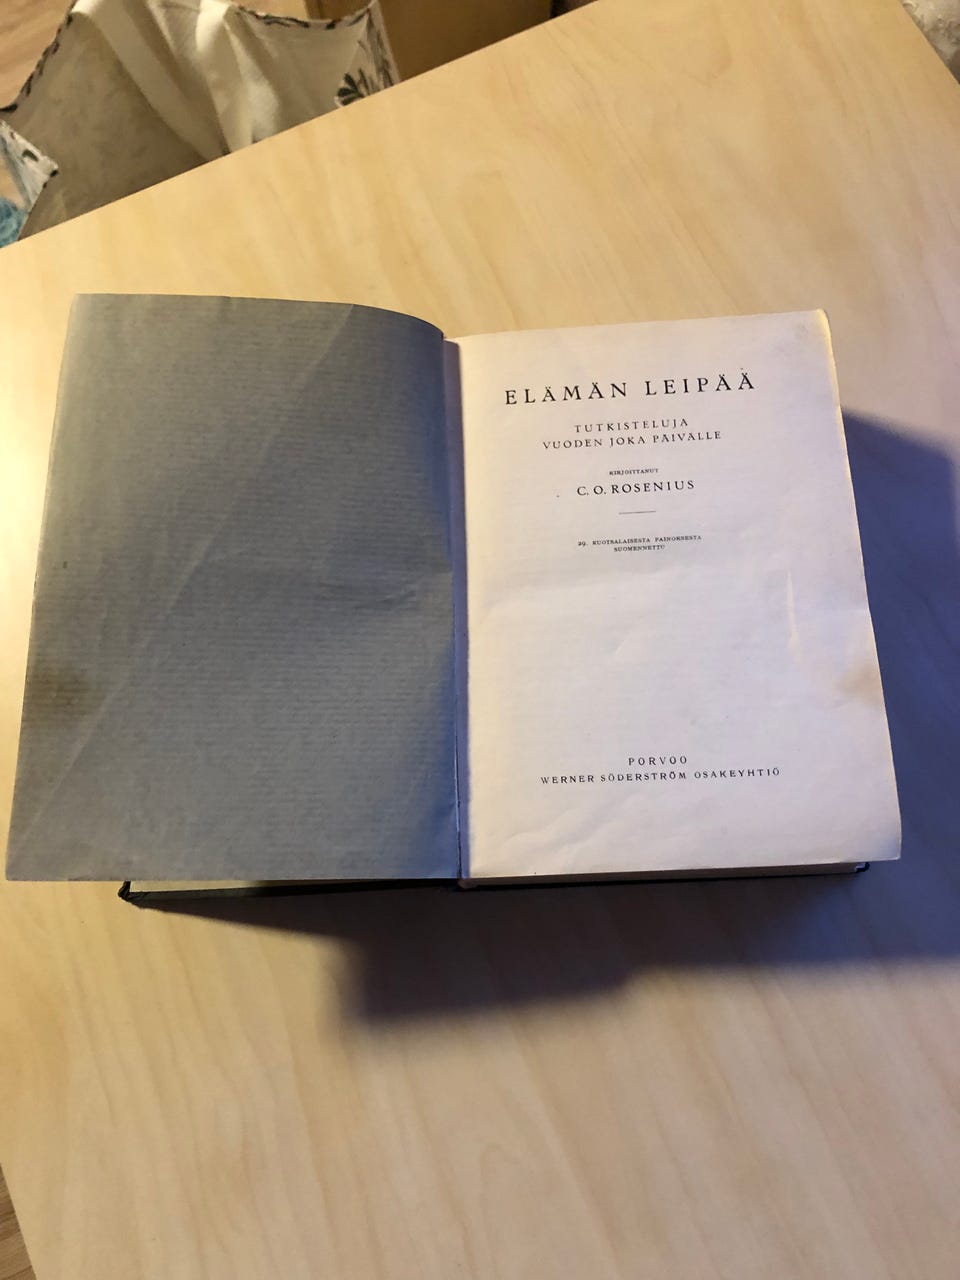 ELÄMÄN LEIPÄÄ
TUTKISTELUJA
VUODEN JOKA PÄIVÄLLE
KIRJOITTANUT
C. O. ROSENIUS
29. RUOTSALAISESTA PAINOKSESTA
SUOMENNETTU
PORVOO
WERNER SÖDERSTRÖM OSAKEYHTIÖ